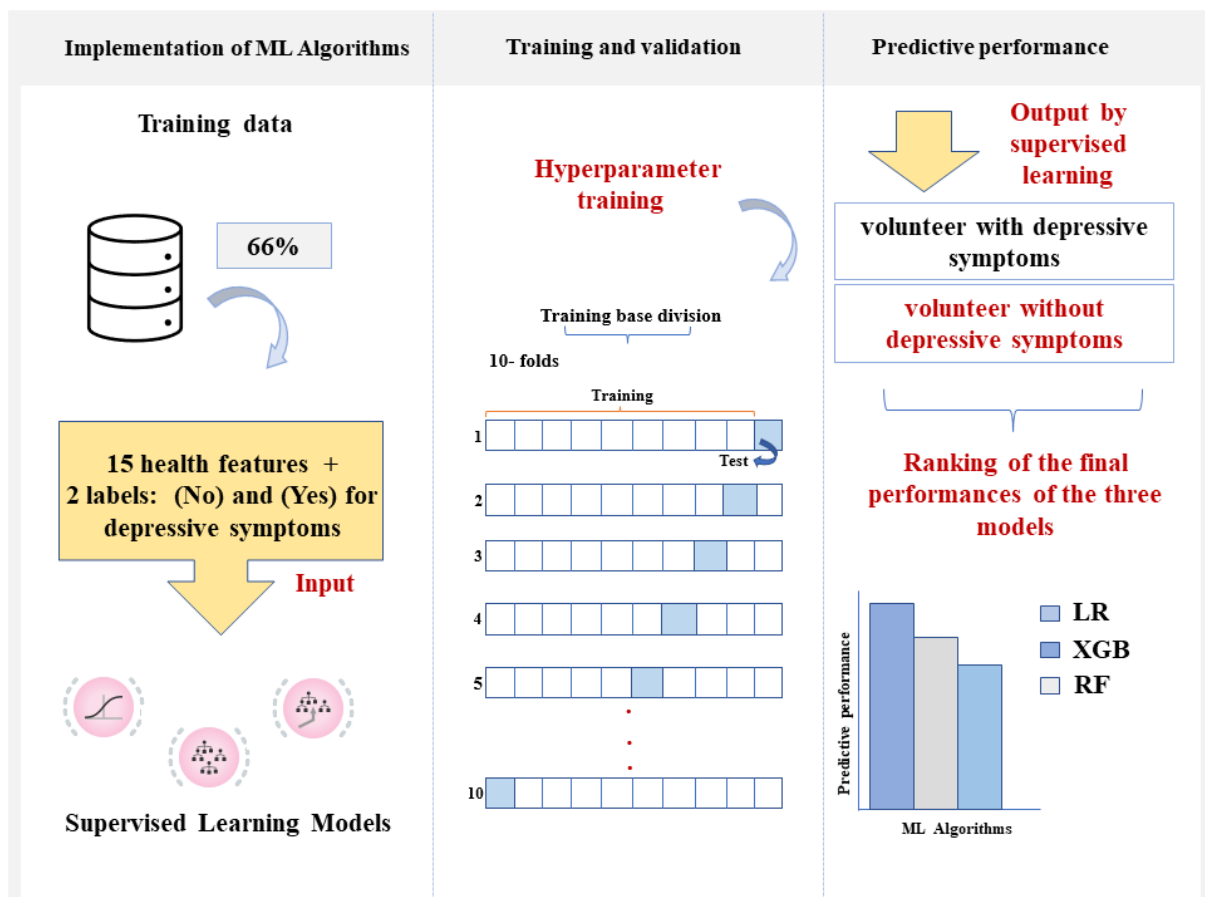 Implementation of ML Algorithms
Training and validation
Predictive performance
Training data
66%
15 health features +
2 labels: (No) and (Yes) for
depressive symptoms
Input
Supervised Learning Models
Hyperparameter
training
Training base division
10- folds
Training
1
Test
2
3
4
5
10
Output by
supervised
learning
volunteer with depressive
symptoms
volunteer without
depressive symptoms
Ranking of the final
performances of the three
models
Predictive performance
LR
XGB
RF
ML Algorithms